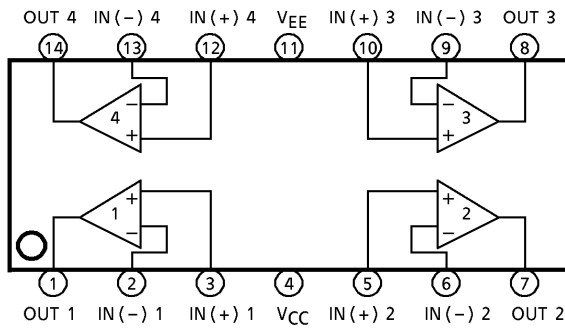 OUT 4 IN(−)4 IN(+)4 VEE IN(+)3 IN(−)3 OUT 3
14 13 12 11 10 9 8
− −
4 3
+ +
+ +
1 2
− −
1 2 3 4 5 6 7
OUT 1 IN(−)1 IN(+)1 VCC IN(+)2 IN(−)2 OUT 2